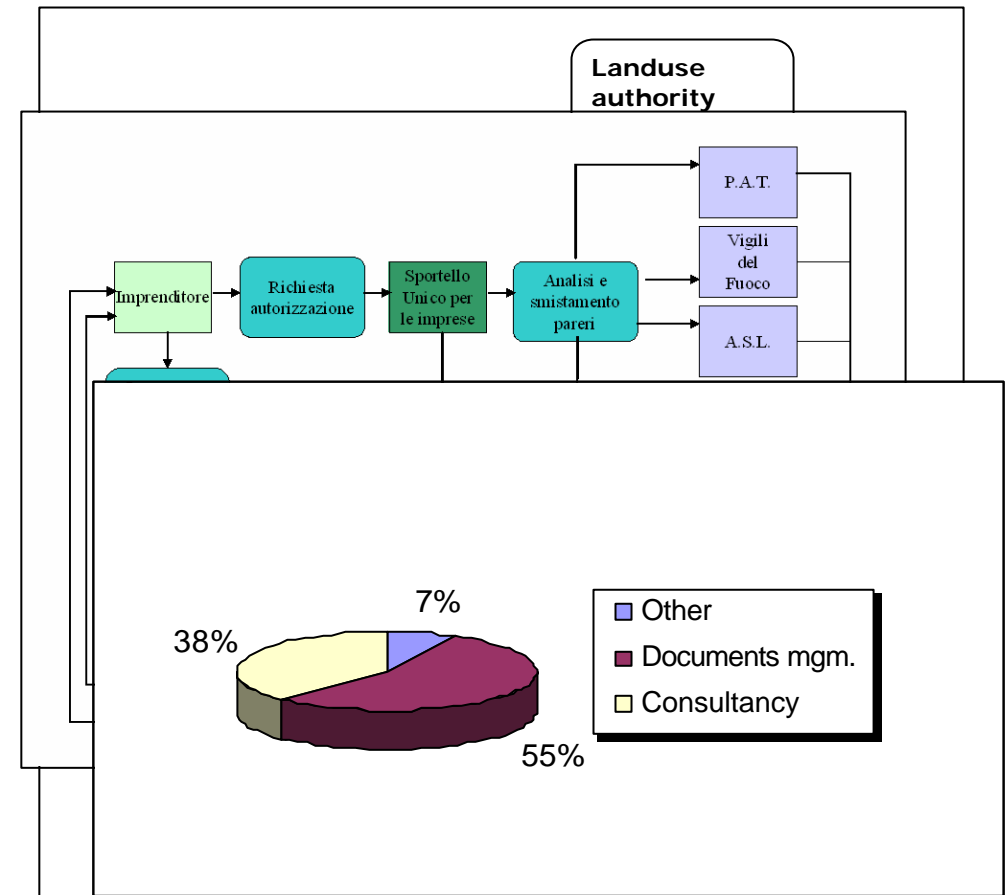 Landuse
authority
P.A.T.
Vigili
del
Fuoco
A.S.L.
Imprenditore
Richiesta
autorizzazione
Sportello
Unico per
le imprese
Analisi e
smistamento
pareri
7%
38%
55%
Other
Documents mgm.
Consultancy